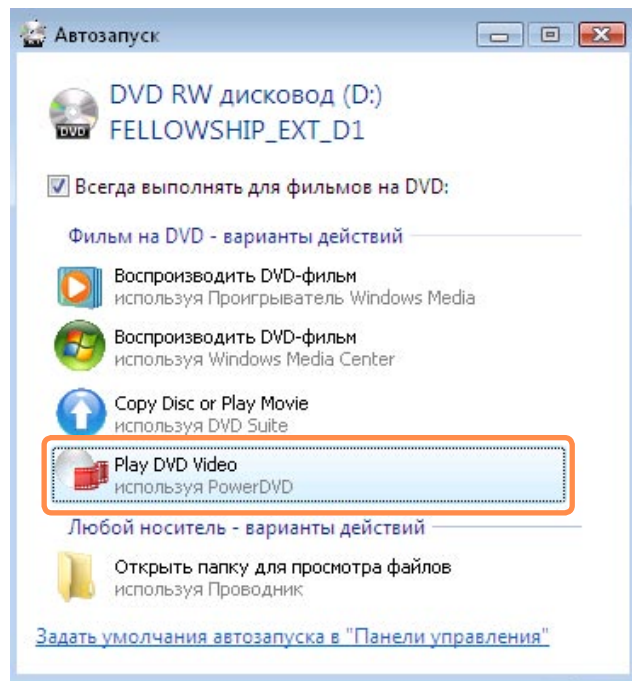 Автозапуск
DVD RW дисковод (D:)
FELLOWSHIP_EXT_D1
DVD
Всегда выполнять для фильмов на DVD:
Фильм на DVD - варианты действий
Воспроизводить DVD-фильм
используя Проигрыватель Windows Media
Воспроизводить DVD-фильм
используя Windows Media Center
Copy Disc or Play Movie
используя DVD Suite
Play DVD Video
используя PowerDVD
Любой носитель - варианты действий
Открыть папку для просмотра файлов
используя Проводник
Задать умолчания автозапуска в "Панели управления"